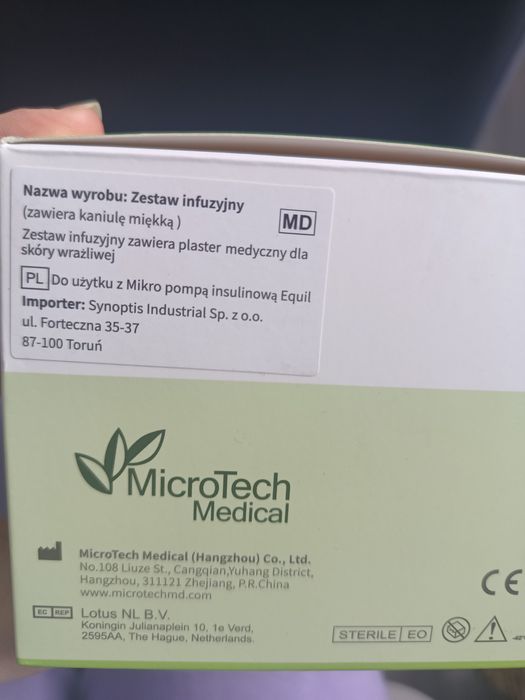 Nazwa wyrobu: Zestaw infuzyjny
(zawiera kaniulę miękką )
MD
Zestaw infuzyjny zawiera plaster medyczny dla
skóry wrażliwej
PL Do użytku z Mikro pompą insulinową Equil
Importer: Synoptis Industrial Sp. z o.o.
ul. Forteczna 35-37
87-100 Toruń
MicroTech
Medical
MicroTech Medical (Hangzhou) Co., Ltd.
No.108 Liuze St., Cangqian,Yuhang District,
Hangzhou, 311121 Zhejiang, P.R.China
www.microtechmd.com
CE
EC REP Lotus NL B.V.
Koningin Julianaplein 10, 1e Verd,
2595AA, The Hague, Netherlands.
STERILE EO